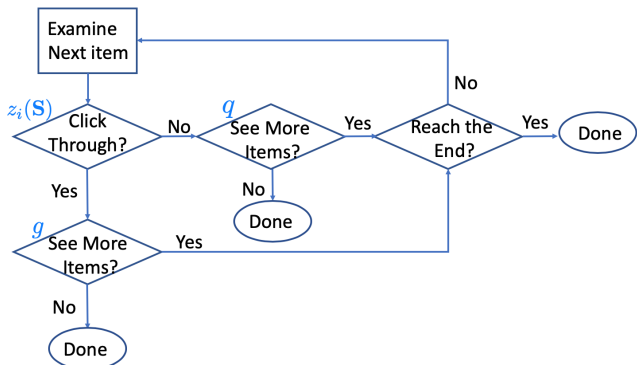 Examine
Next item
No
z_i(S)
Click
Through?
No
q
See More
Items?
Yes
Reach the
End?
Yes
Done
Yes
No
Done
g
See More
Items?
Yes
No
Done